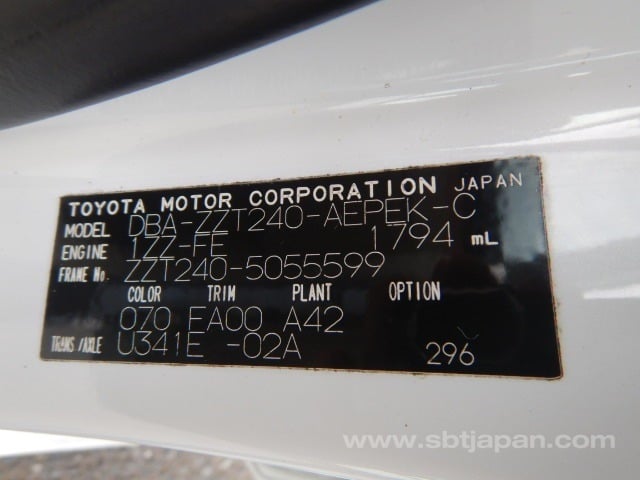 TOYOTA MOTOR CORPORATION JAPAN
MODEL DBA-ZZT240-AEPEK-C
ENGINE 1ZZ-FE 1794 mL
FRAME No. ZZT240-5055599
COLOR TRIM PLANT OPTION
070 FA00 A42
TRANS/AXLE U341E -02A 296
www.sbtjapan.com